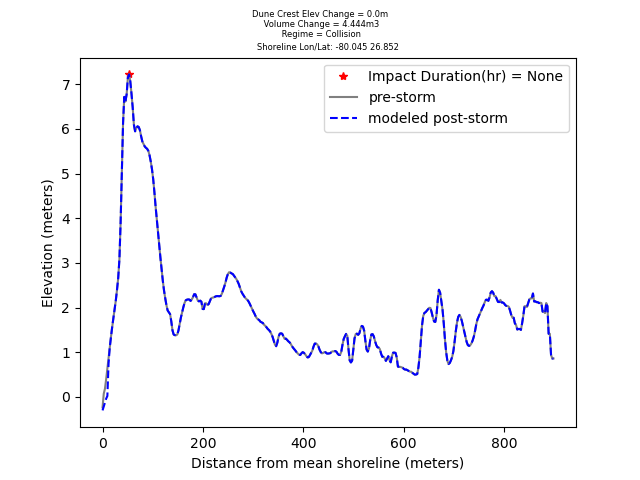 Dune Crest Elev Change = 0.0m
Volume Change = 4.444m3
Regime = Collision
Shoreline Lon/Lat: -80.045 26.852
Impact Duration(hr) = None
pre-storm
modeled post-storm
Elevation (meters)
7
6
5
4
3
2
1
0
0 200 400 600 800
Distance from mean shoreline (meters)